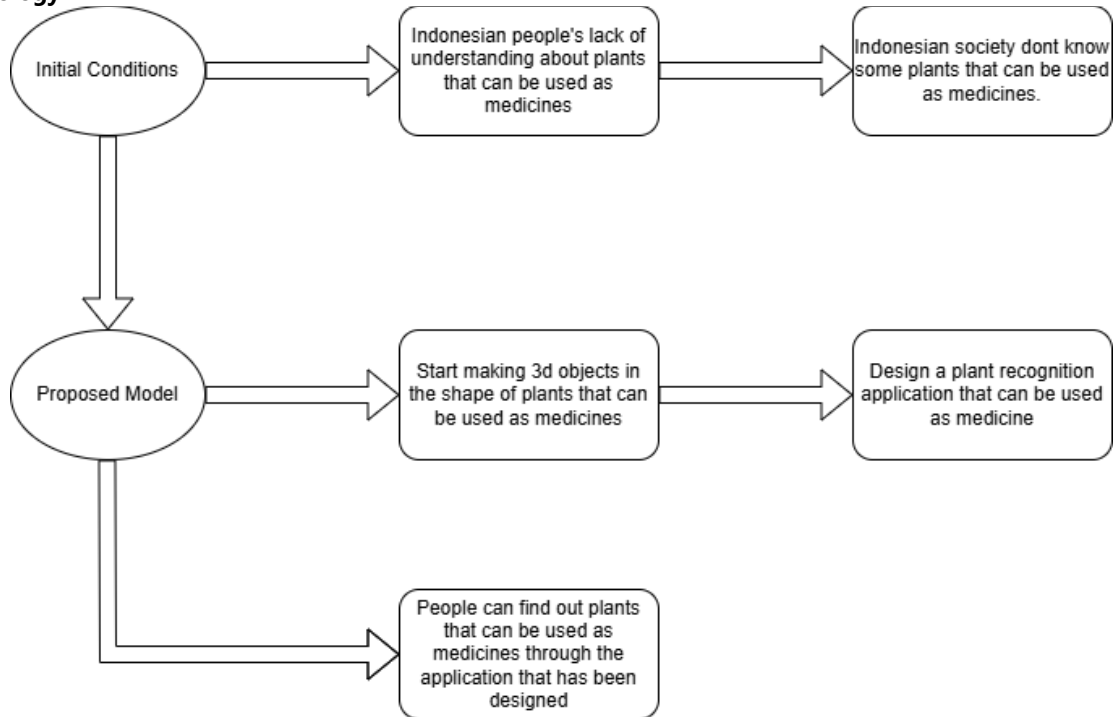 ology
Initial Conditions
Indonesian people's lack of
understanding about plants
that can be used as
medicines
Indonesian society dont know
some plants that can be used
as medicines.
Proposed Model
Start making 3d objects in
the shape of plants that can
be used as medicines
Design a plant recognition
application that can be used
as medicine
People can find out plants
that can be used as
medicines through the
application that has been
designed